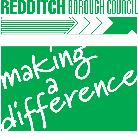 REDDITCH BOROUGH COUNCIL
making
a
difference